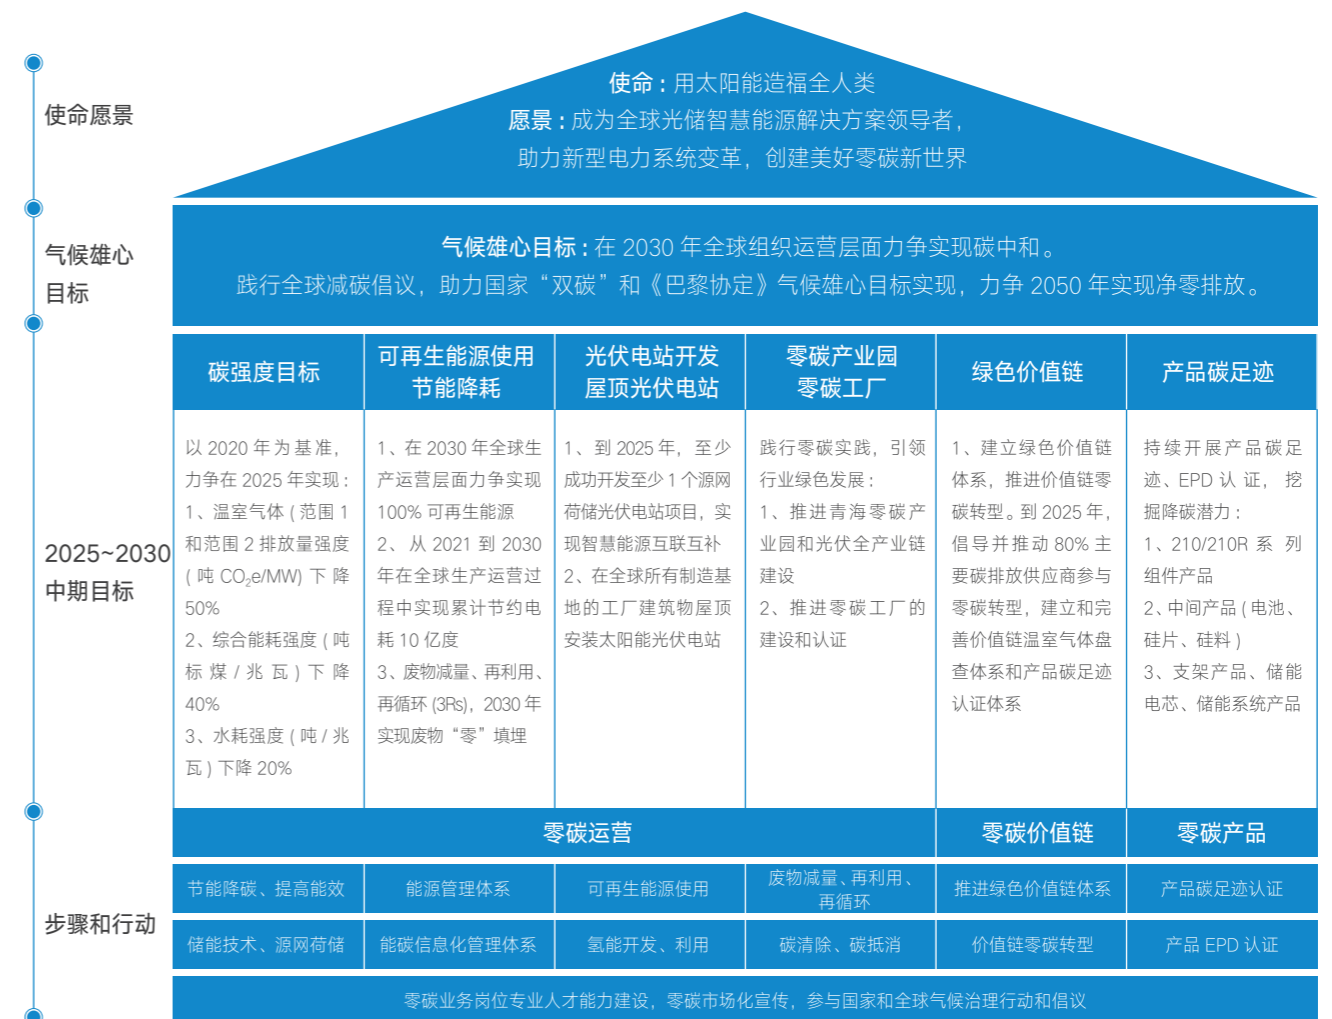 使命愿景
使命：用太阳能造福全人类
愿景：成为全球光储智慧能源解决方案领导者，
助力新型电力系统变革，创建美好零碳新世界
气候雄心
目标
气候雄心目标：在 2030 年全球组织运营层面力争实现碳中和。
践行全球减碳倡议，助力国家“双碳”和《巴黎协定》气候雄心目标实现，力争 2050 年实现净零排放。
2025~2030
中期目标
碳强度目标
以 2020 年为基准，
力争在 2025 年实现：
1、温室气体 ( 范围 1
和范围 2 排放量强度
( 吨 CO₂e/MW) 下 降
50%
2、综合能耗强度 ( 吨
标 煤 / 兆 瓦 ) 下 降
40%
3、水耗强度 ( 吨 / 兆
瓦 ) 下降 20%
可再生能源使用
节能降耗
1、在 2030 年全球生
产运营层面力争实现
100% 可再生能源
2、从 2021 到 2030
年在全球生产运营过
程中实现累计节约电
耗 10 亿度
3、废物减量、再利用、
再循环 (3Rs)，2030 年
实现废物“零”填埋
光伏电站开发
屋顶光伏电站
1、到 2025 年，至少
成功开发至少 1 个源网
荷储光伏电站项目，实
现智慧能源互联互补
2、在全球所有制造基
地的工厂建筑物屋顶
安装太阳能光伏电站
零碳产业园
零碳工厂
践行零碳实践，引领
行业绿色发展：
1、推进青海零碳产
业园和光伏全产业链
建设
2、推进零碳工厂的
建设和认证
绿色价值链
1、建立绿色价值链
体系，推进价值链零
碳转型。到 2025 年，
倡导并推动 80% 主
要碳排放供应商参与
零碳转型，建立和完
善价值链温室气体盘
查体系和产品碳足迹
认证体系
产品碳足迹
持续开展产品碳足
迹、EPD 认 证， 挖
掘降碳潜力：
1、210/210R 系 列
组件产品
2、中间产品 ( 电池、
硅片、硅料 )
3、支架产品、储能
电芯、储能系统产品
步骤和行动
零碳运营
零碳价值链
零碳产品
节能降碳、提高能效
能源管理体系
可再生能源使用
废物减量、再利用、
再循环
推进绿色价值链体系
产品碳足迹认证
储能技术、源网荷储
能碳信息化管理体系
氢能开发、利用
碳清除、碳抵消
价值链零碳转型
产品 EPD 认证
零碳业务岗位专业人才能力建设，零碳市场化宣传，参与国家和全球气候治理行动和倡议